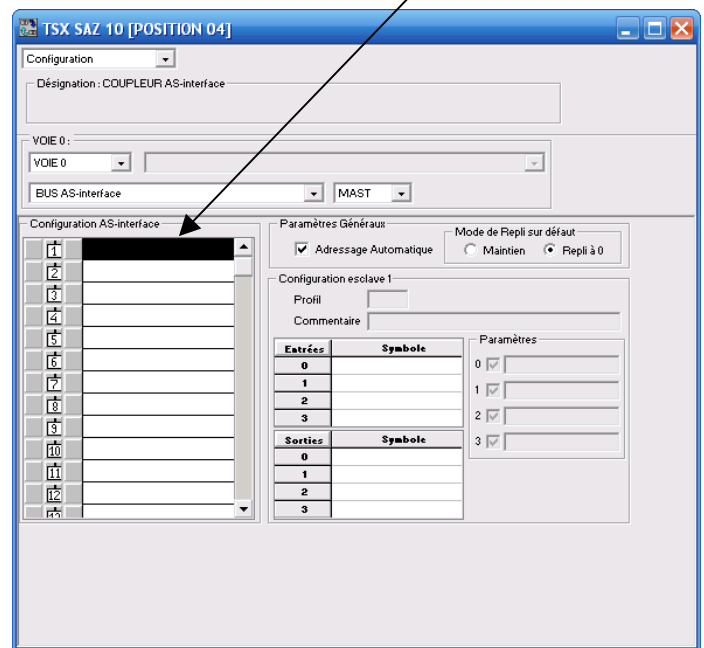 TSX SAZ 10 [POSITION 04]
Configuration
Désignation : COUPLEUR AS-interface
VOIE 0 :
VOIE 0
BUS AS-interface MAST
Configuration AS-interface
1
2
3
4
5
6
7
8
9
10
11
12
13
Paramètres Généraux
Adressage Automatique
Mode de Repli sur défaut
Maintien Repli à 0
Configuration esclave 1
Profil
Commentaire
Entrées Symbole
0
1
2
3
Sorties Symbole
0
1
2
3
Paramètres
0
1
2
3